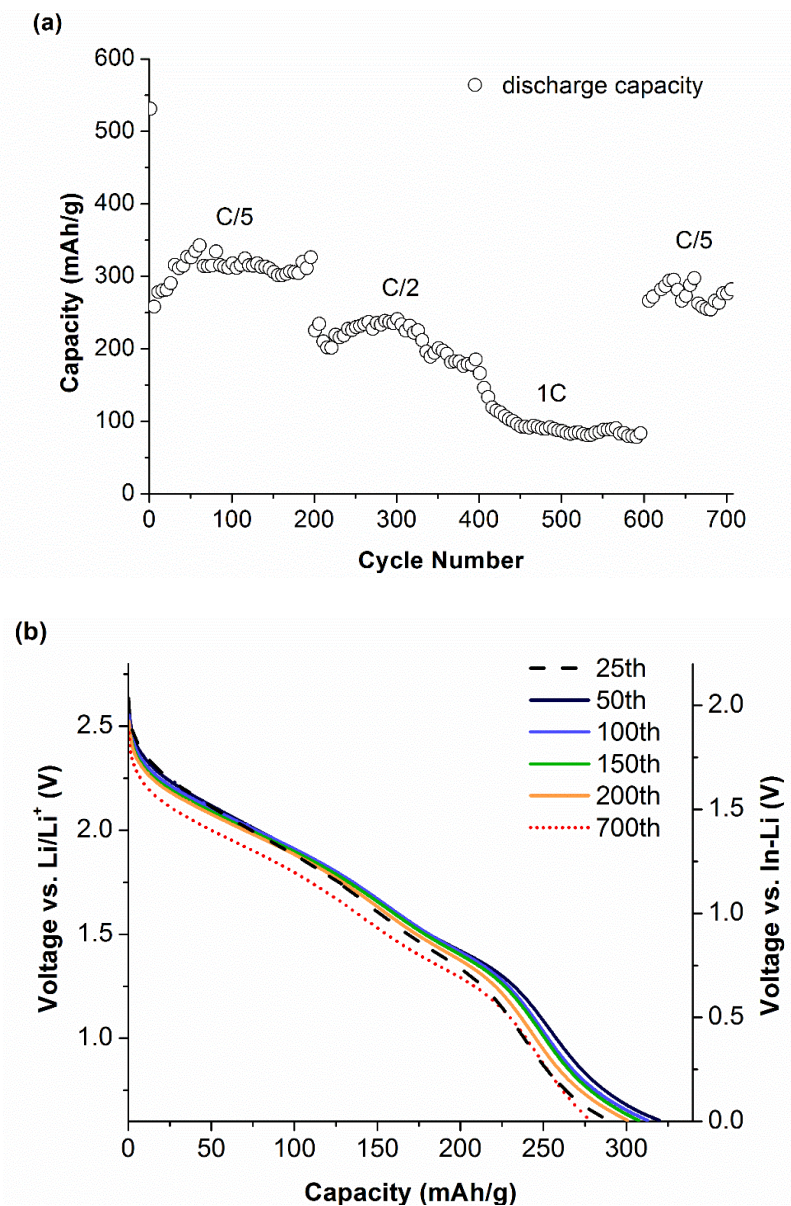 (a)
600
500
400
300
200
100
0
Capacity (mAh/g)
discharge capacity
C/5
C/2
1C
C/5
0 100 200 300 400 500 600 700
Cycle Number
(b)
2.5
2.0
1.5
1.0
Voltage vs. Li/Li⁺ (V)
25th
50th
100th
150th
200th
700th
2.0
1.5
1.0
0.5
0.0
Voltage vs. In-Li (V)
0 50 100 150 200 250 300
Capacity (mAh/g)